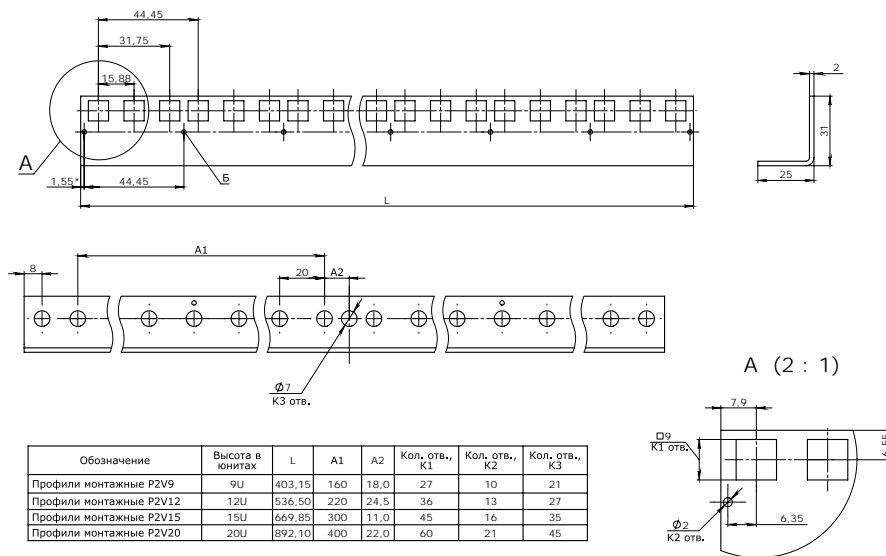 44,45
31,75
15,88
2
А
Б
31
1,55*
44,45
25
L
А1
8
20
А2
Ф7
К3 отв.
А (2 : 1)
7,9
□9
К1 отв.
6,55
Ф2
К2 отв.
6,35
Обозначение Высота в юнитах L А1 А2 Кол. отв., К1 Кол. отв., К2 Кол. отв., К3
Профили монтажные P2V9 9U 403,15 160 18,0 27 10 21
Профили монтажные P2V12 12U 536,50 220 24,5 36 13 27
Профили монтажные P2V15 15U 669,85 300 11,0 45 16 35
Профили монтажные P2V20 20U 892,10 400 22,0 60 21 45